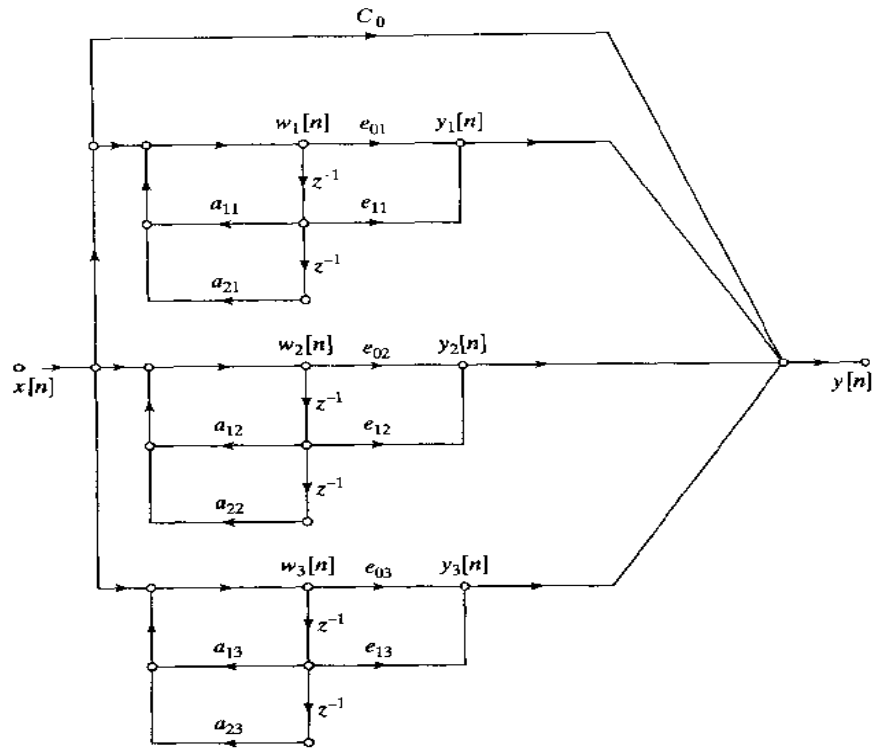 C₀
w₁[n] e₀₁ y₁[n]
z⁻¹
a₁₁ e₁₁
z⁻¹
a₂₁
w₂[n] e₀₂ y₂[n]
x[n] y[n]
z⁻¹
a₁₂ e₁₂
z⁻¹
a₂₂
w₃[n] e₀₃ y₃[n]
z⁻¹
a₁₃ e₁₃
z⁻¹
a₂₃